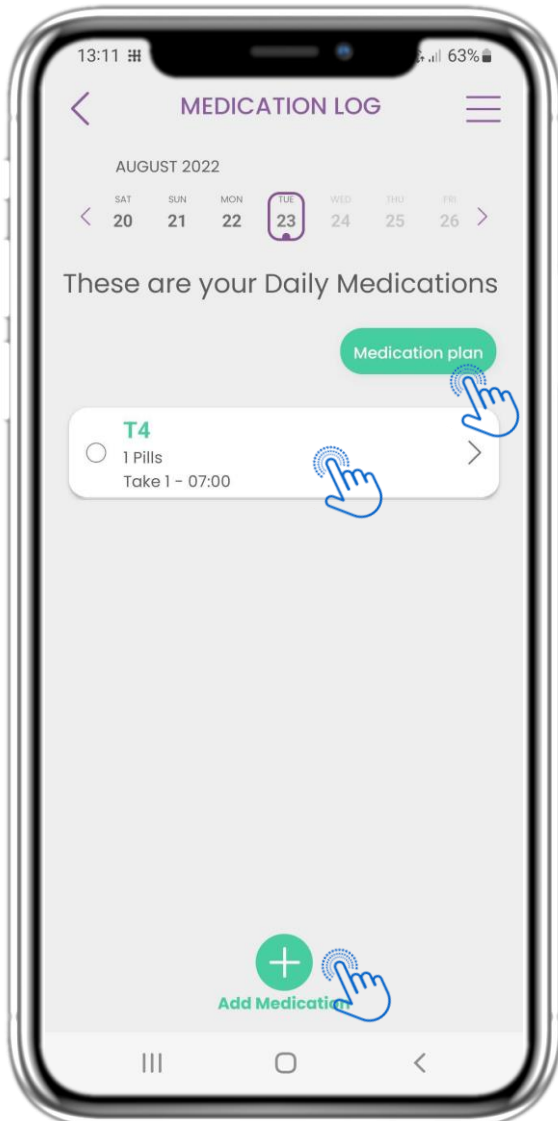 13:11
63%
MEDICATION LOG
AUGUST 2022
SAT SUN MON TUE WED THU FRI
20 21 22 23 24 25 26
These are your Daily Medications
Medication plan
T4
1 Pills
Take 1 - 07:00
Add Medication